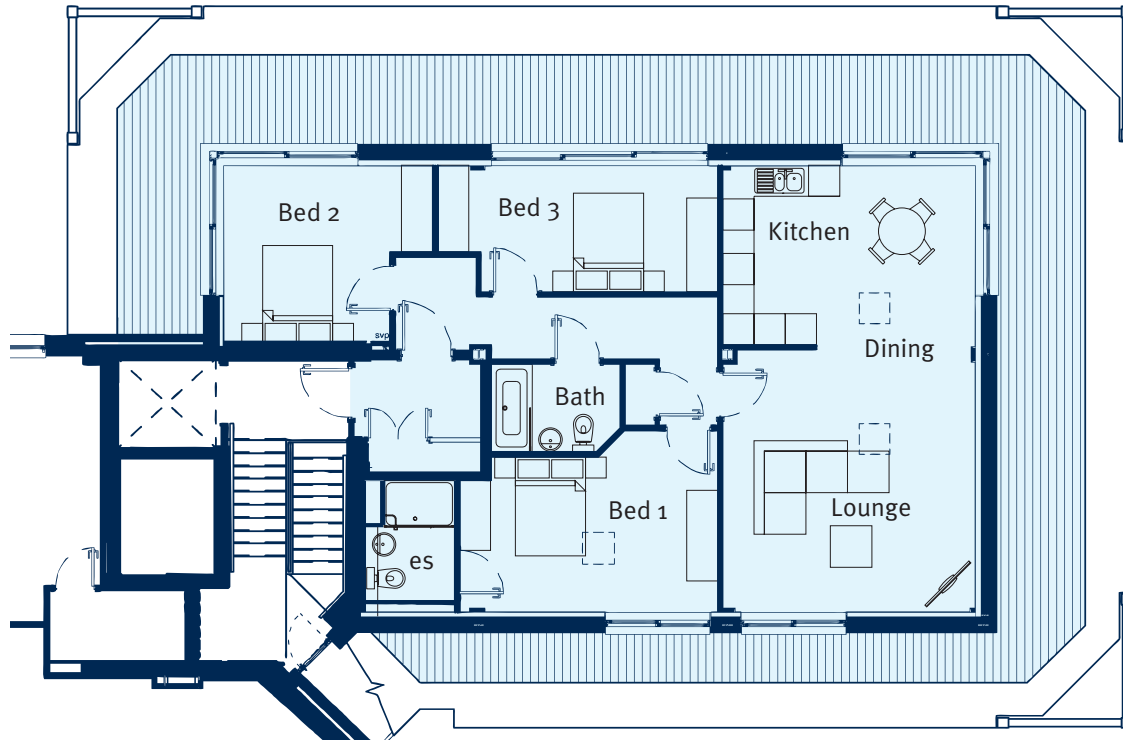 Bed 2
Bed 3
Kitchen
svp
Dining
Bath
Lounge
Bed 1
es